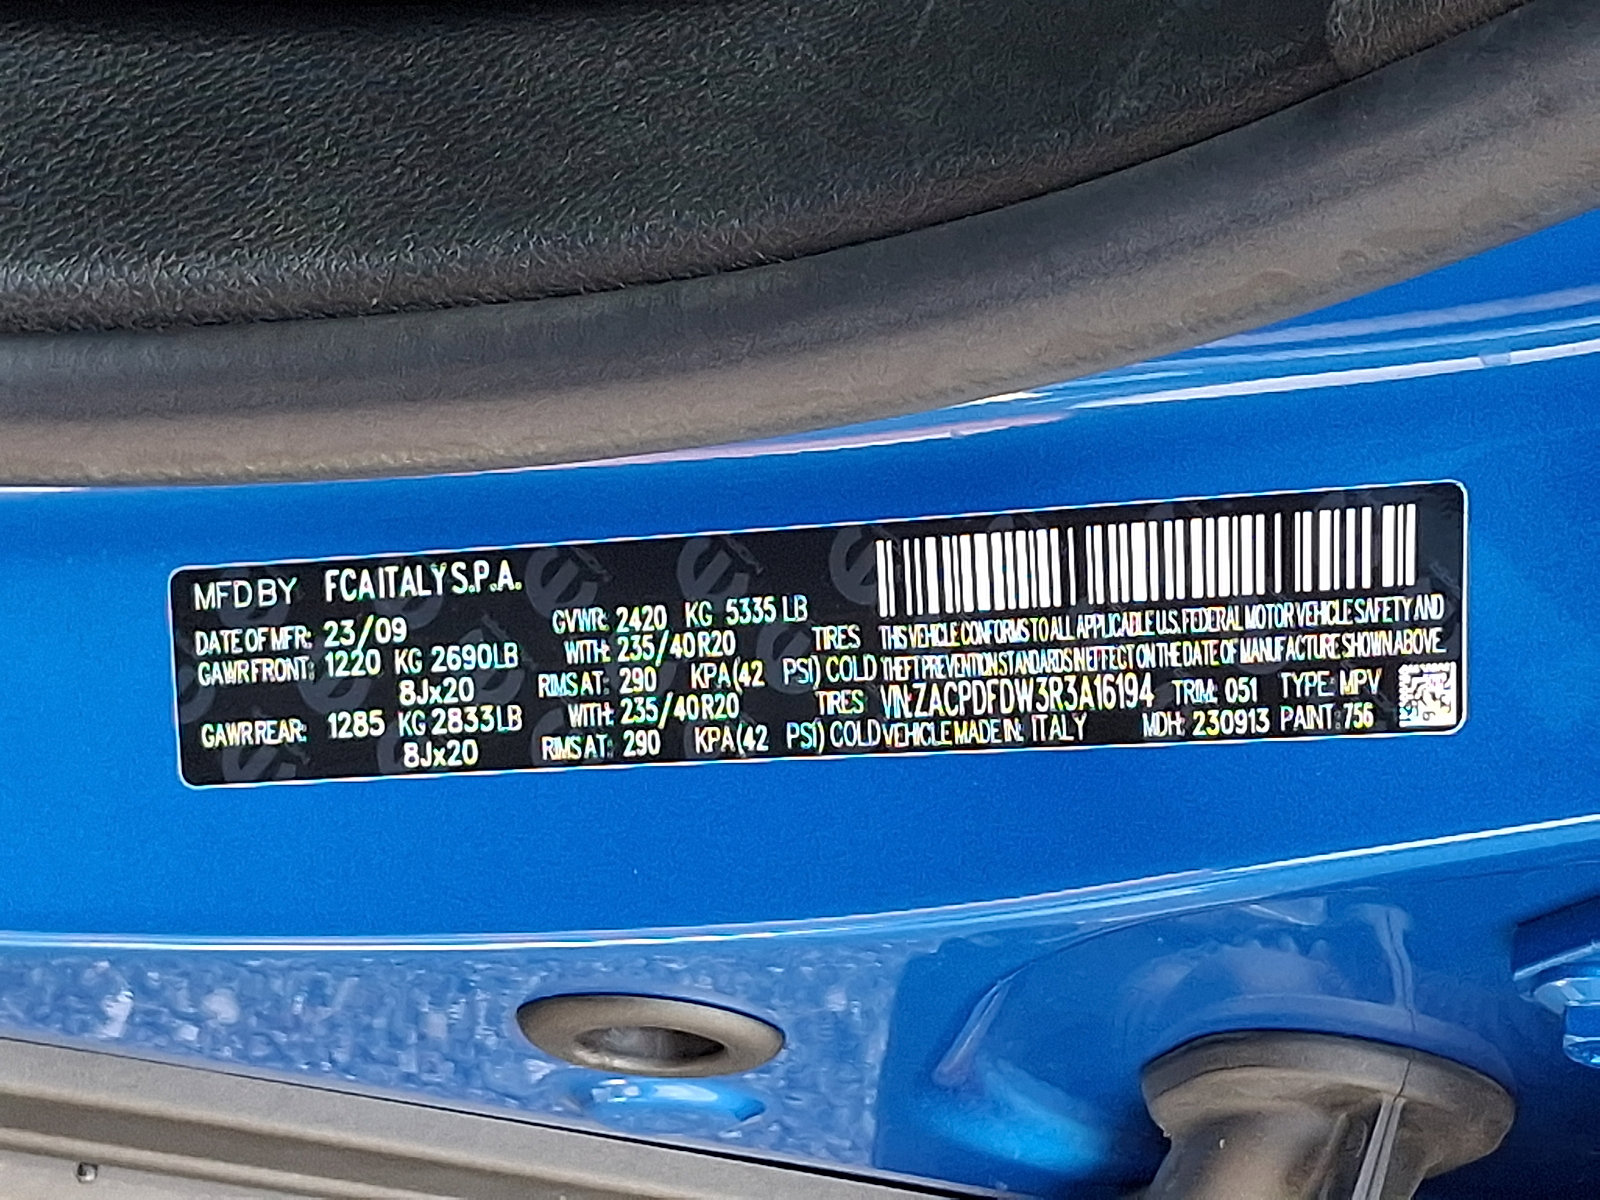 MFD BY FCA ITALY S.P.A.
DATE OF MFR: 23/09 GVWR: 2420 KG 5335 LB
GAWR FRONT: 1220 KG 2690LB WITH: 235/40R20 TIRES
8Jx20 RIMS AT: 290 KPA(42 PSI) COLD
GAWR REAR: 1285 KG 2833LB WITH: 235/40R20 TIRES
8Jx20 RIMS AT: 290 KPA(42 PSI) COLD
THIS VEHICLE CONFORMS TO ALL APPLICABLE U.S. FEDERAL MOTOR VEHICLE SAFETY AND
THEFT PREVENTION STANDARDS IN EFFECT ON THE DATE OF MANUFACTURE SHOWN ABOVE.
VIN: ZACPDFDW3R3A16194 TRIM: 051 TYPE: MPV
VEHICLE MADE IN: ITALY MDH: 230913 PAINT: 756